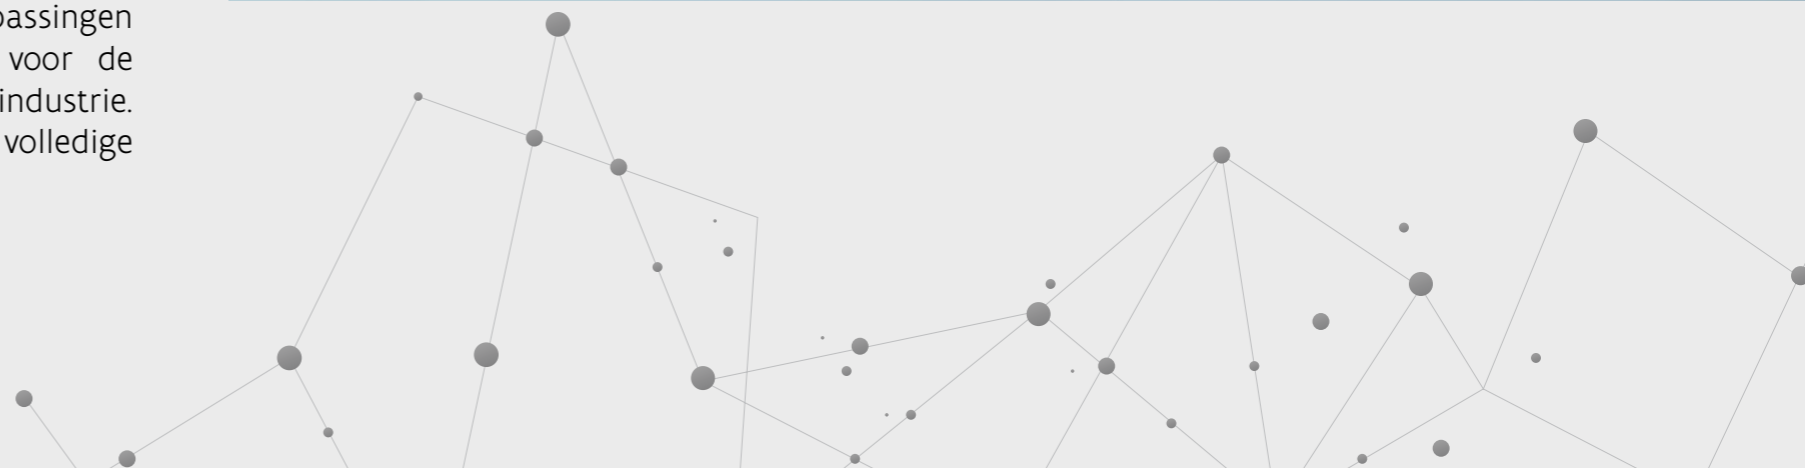 passingen
voor de
industrie.
volledige